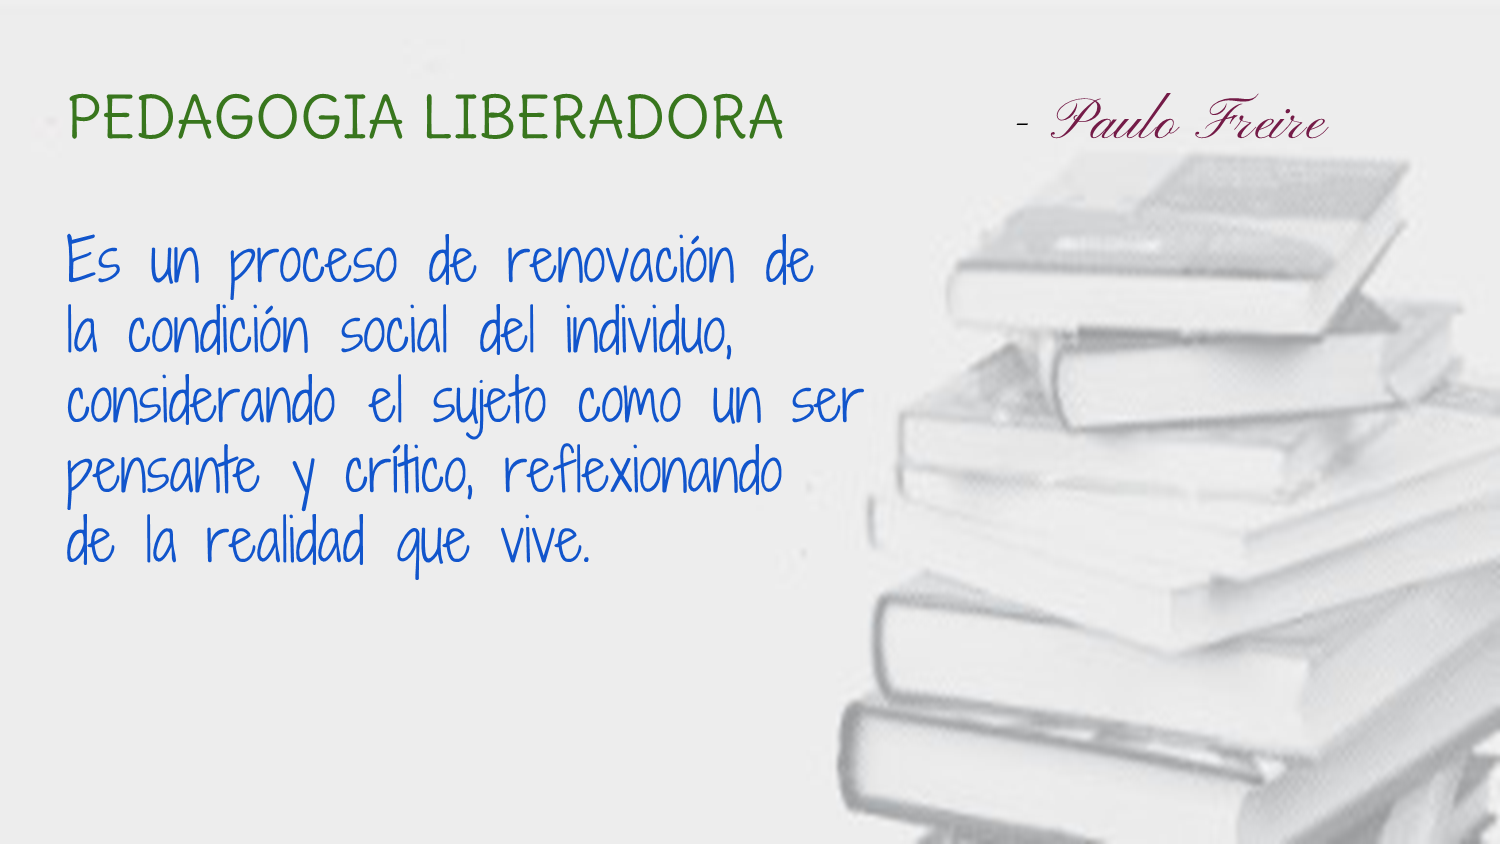 PEDAGOGIA LIBERADORA - Paulo Freire
Es un proceso de renovación de
la condición social del individuo,
considerando el sujeto como un ser
pensante y crítico, reflexionando
de la realidad que vive.